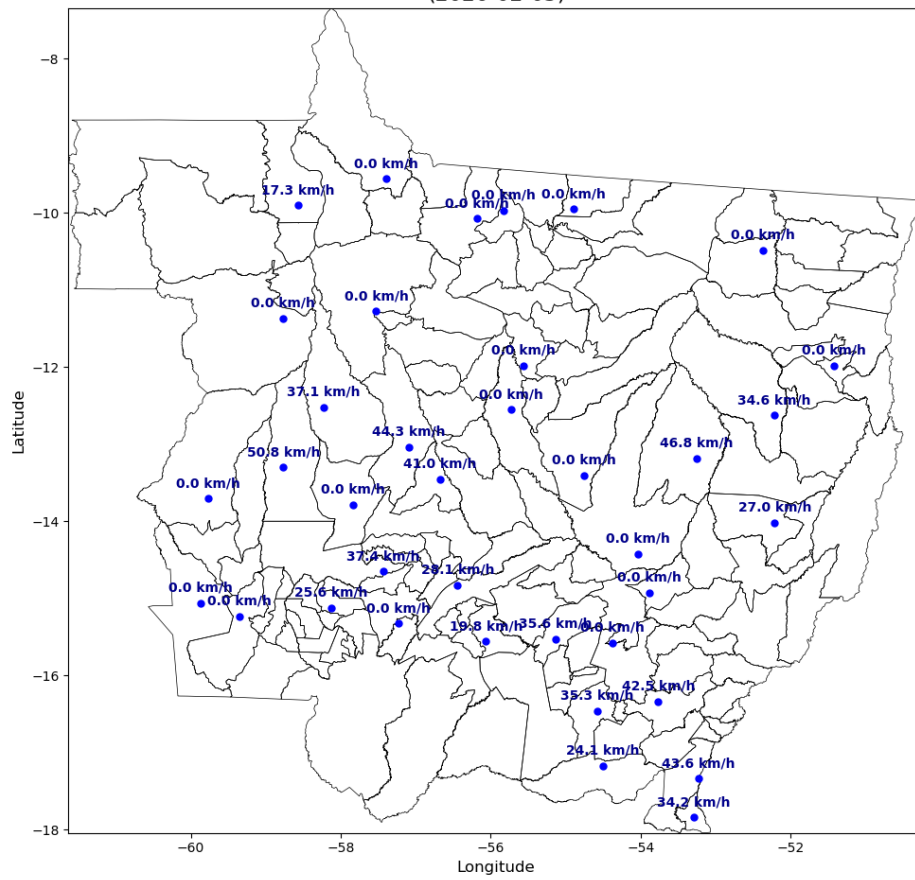 −8
0.0 km/h
17.3 km/h
0.0 km/h
0.0 km/h
0.0 km/h
−10
0.0 km/h
0.0 km/h
0.0 km/h
0.0 km/h
0.0 km/h
−12
37.1 km/h
0.0 km/h
34.6 km/h
44.3 km/h
50.8 km/h
41.0 km/h
0.0 km/h
46.8 km/h
0.0 km/h
0.0 km/h
27.0 km/h
−14
0.0 km/h
37.4 km/h
28.1 km/h
0.0 km/h
0.0 km/h
0.0 km/h
25.6 km/h
0.0 km/h
19.8 km/h
35.6 km/h
0.0 km/h
−16
42.5 km/h
35.3 km/h
24.1 km/h
43.6 km/h
34.2 km/h
−18
−60
−58
−56
−54
−52
Longitude
Latitude